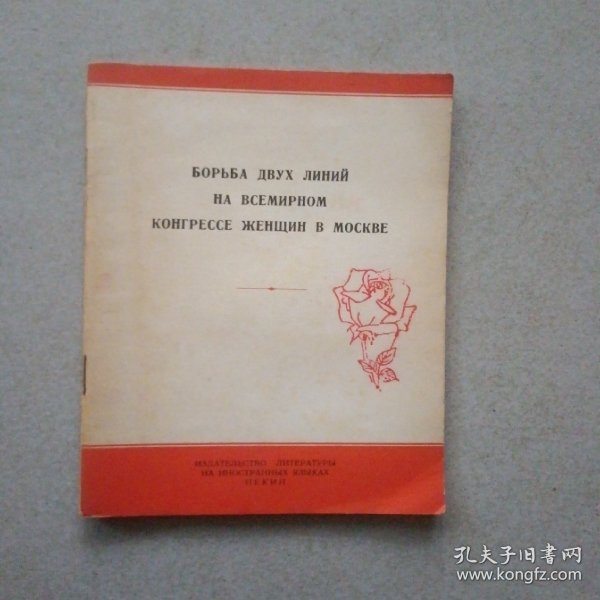 БОРЬБА ДВУХ ЛИНИЙ
НА ВСЕМИРНОМ
КОНГРЕССЕ ЖЕНЩИН В МОСКВЕ
ИЗДАТЕЛЬСТВО ЛИТЕРАТУРЫ
НА ИНОСТРАННЫХ ЯЗЫКАХ
ПЕКИН
孔夫子旧书网
www.kongfz.com